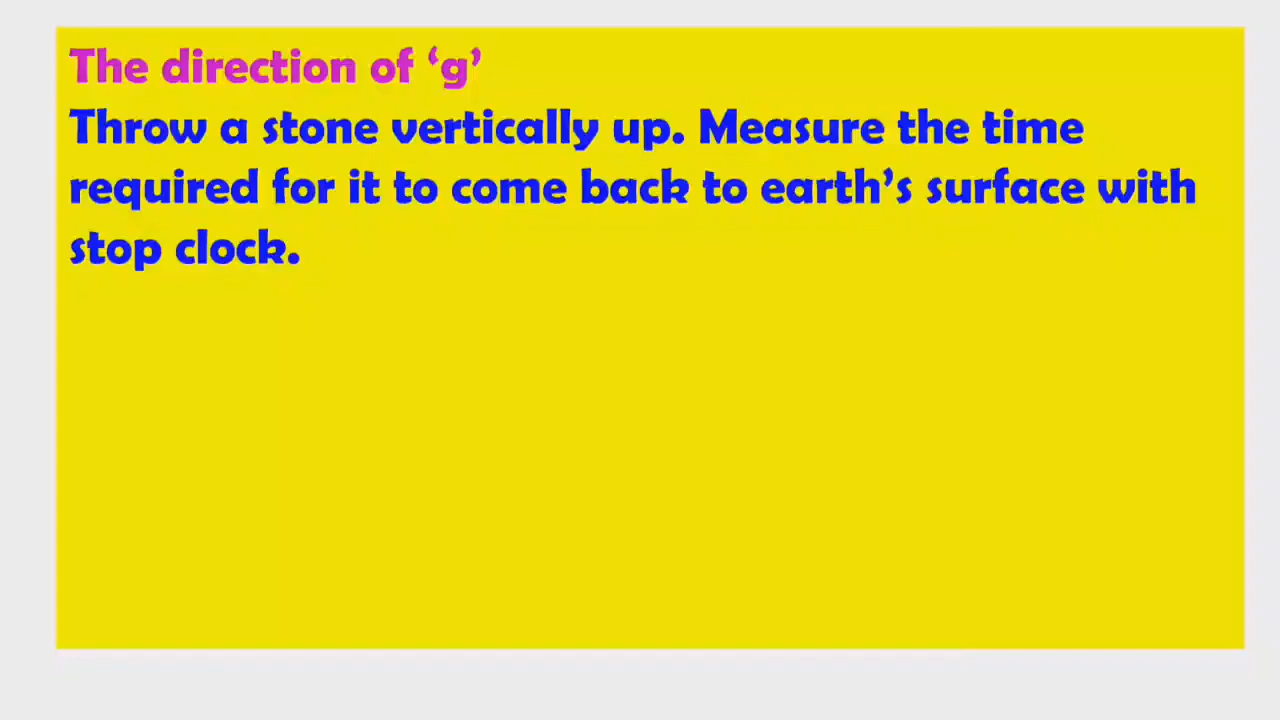 The direction of ‘g’
Throw a stone vertically up. Measure the time
required for it to come back to earth’s surface with
stop clock.